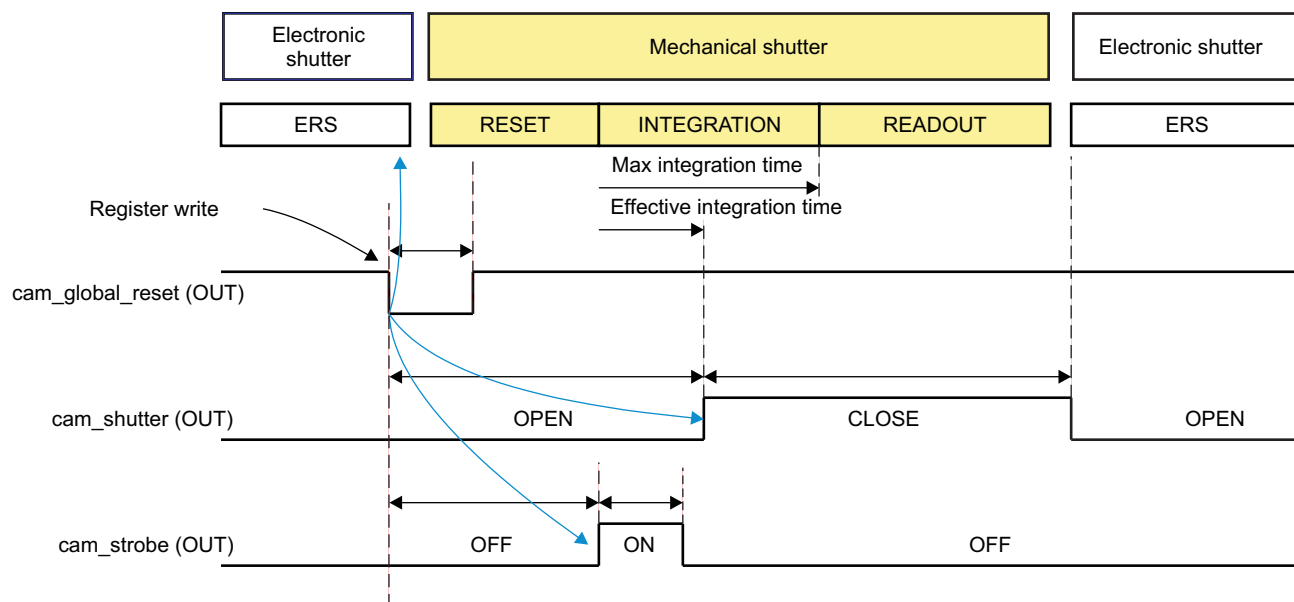 Electronic
shutter
Mechanical shutter
Electronic shutter
ERS
RESET
INTEGRATION
READOUT
ERS
Max integration time
Effective integration time
Register write
cam_global_reset (OUT)
cam_shutter (OUT)
OPEN
CLOSE
OPEN
cam_strobe (OUT)
OFF
ON
OFF